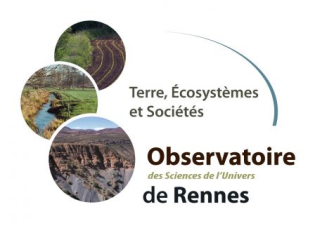 Terre, Écosystèmes
et Sociétés
Observatoire
des Sciences de l'Univers
de Rennes